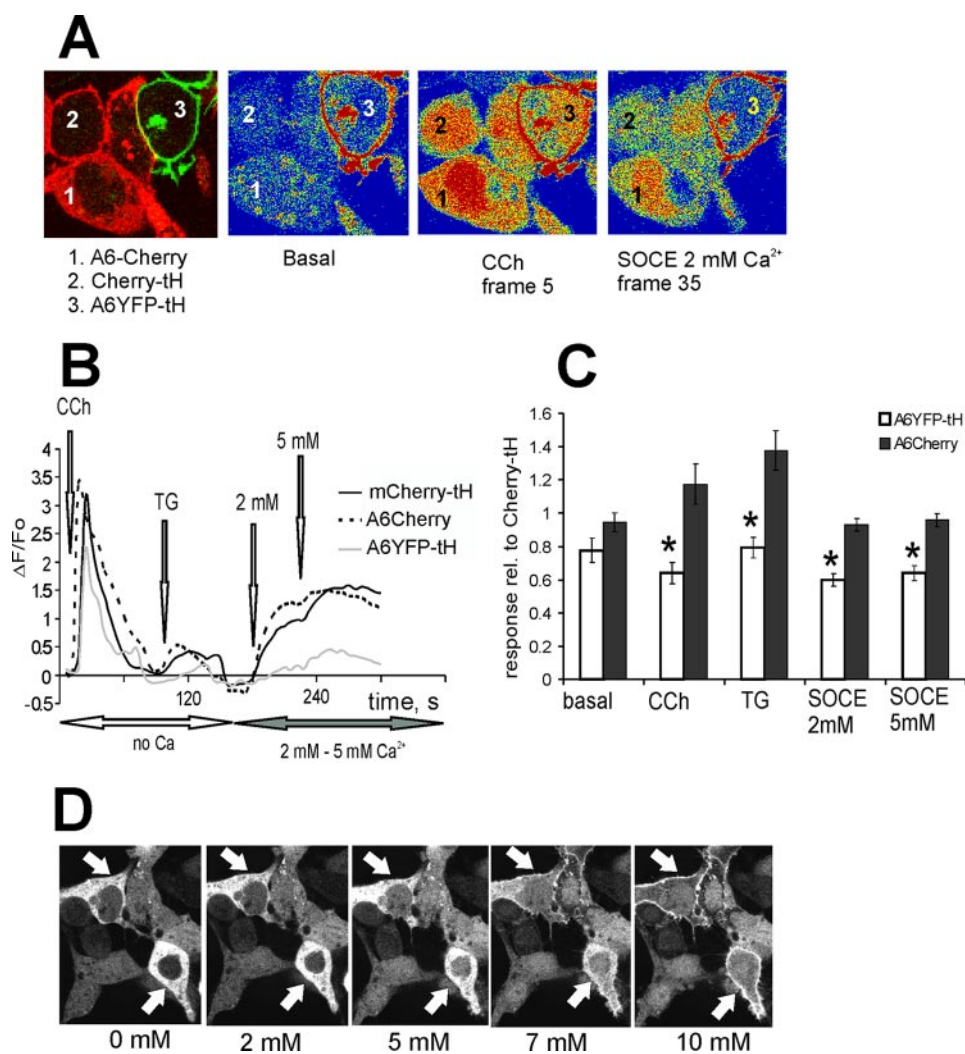 A
2
3
1
2
3
1
2
3
1
2
3
1
1. A6-Cherry
2. Cherry-tH
3. A6YFP-tH
Basal
CCh
frame 5
SOCE 2 mM Ca²⁺
frame 35
B
CCh
TG
2 mM
5 mM
mCherry-tH
A6Cherry
A6YFP-tH
ΔF/Fo
4
3.5
3
2.5
2
1.5
1
0.5
0
-0.5
120
240
time, s
no Ca
2 mM - 5 mM Ca²⁺
C
A6YFP-tH
A6Cherry
response rel. to Cherry-tH
1.6
1.4
1.2
1
0.8
0.6
0.4
0.2
0
* * * *
basal
CCh
TG
SOCE
2mM
SOCE
5mM
D
0 mM
2 mM
5 mM
7 mM
10 mM